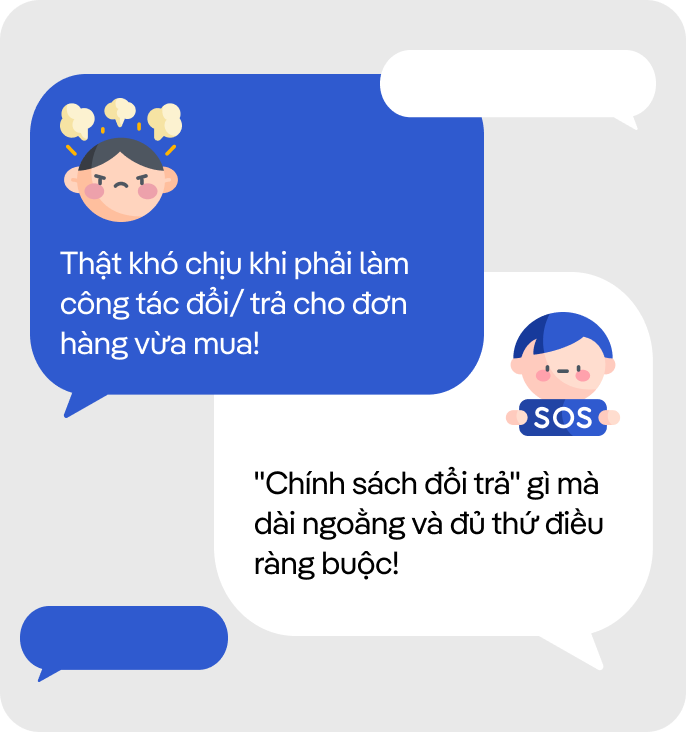 Thật khó chịu khi phải làm
công tác đổi/ trả cho đơn
hàng vừa mua!
SOS
"Chính sách đổi trả" gì mà
dài ngoằng và đủ thứ điều
ràng buộc!